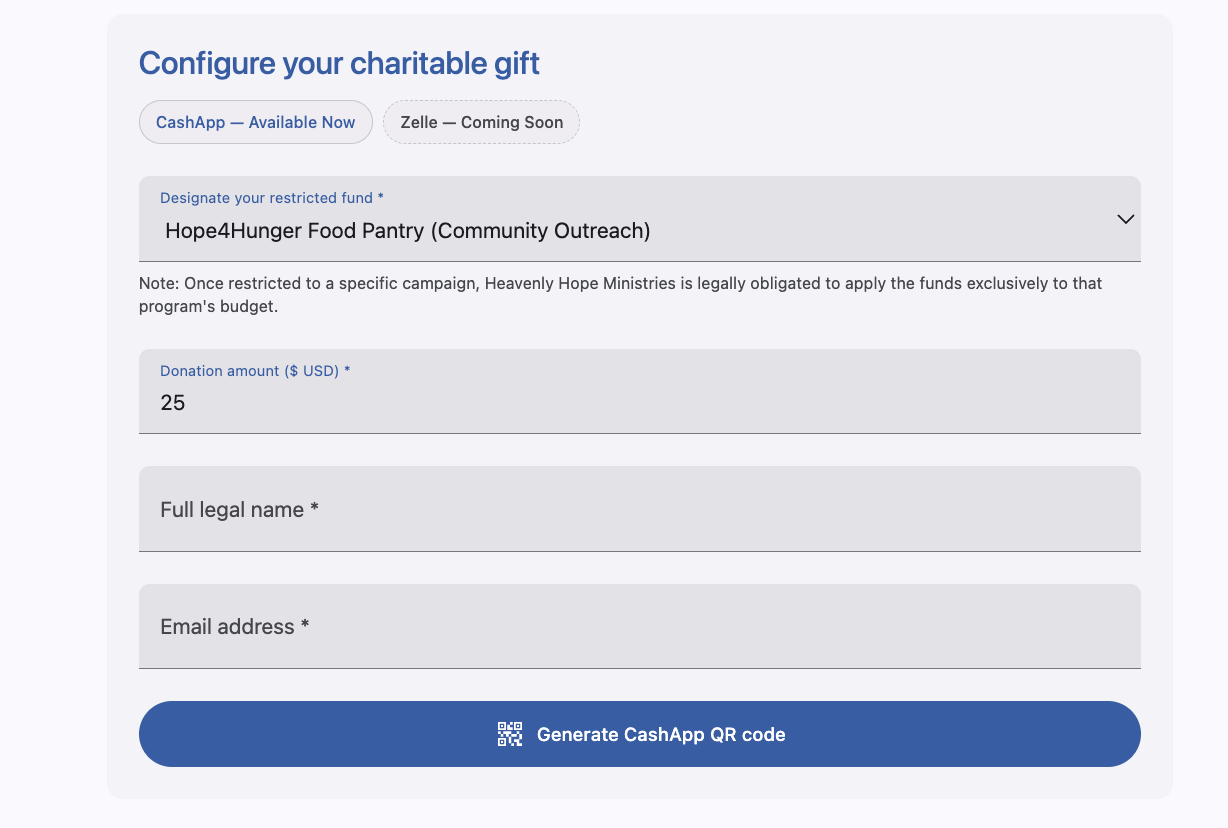 Configure your charitable gift
CashApp — Available Now
Zelle — Coming Soon
Designate your restricted fund *
Hope4Hunger Food Pantry (Community Outreach)
Note: Once restricted to a specific campaign, Heavenly Hope Ministries is legally obligated to apply the funds exclusively to that
program's budget.
Donation amount ($ USD) *
25
Full legal name *
Email address *
Generate CashApp QR code